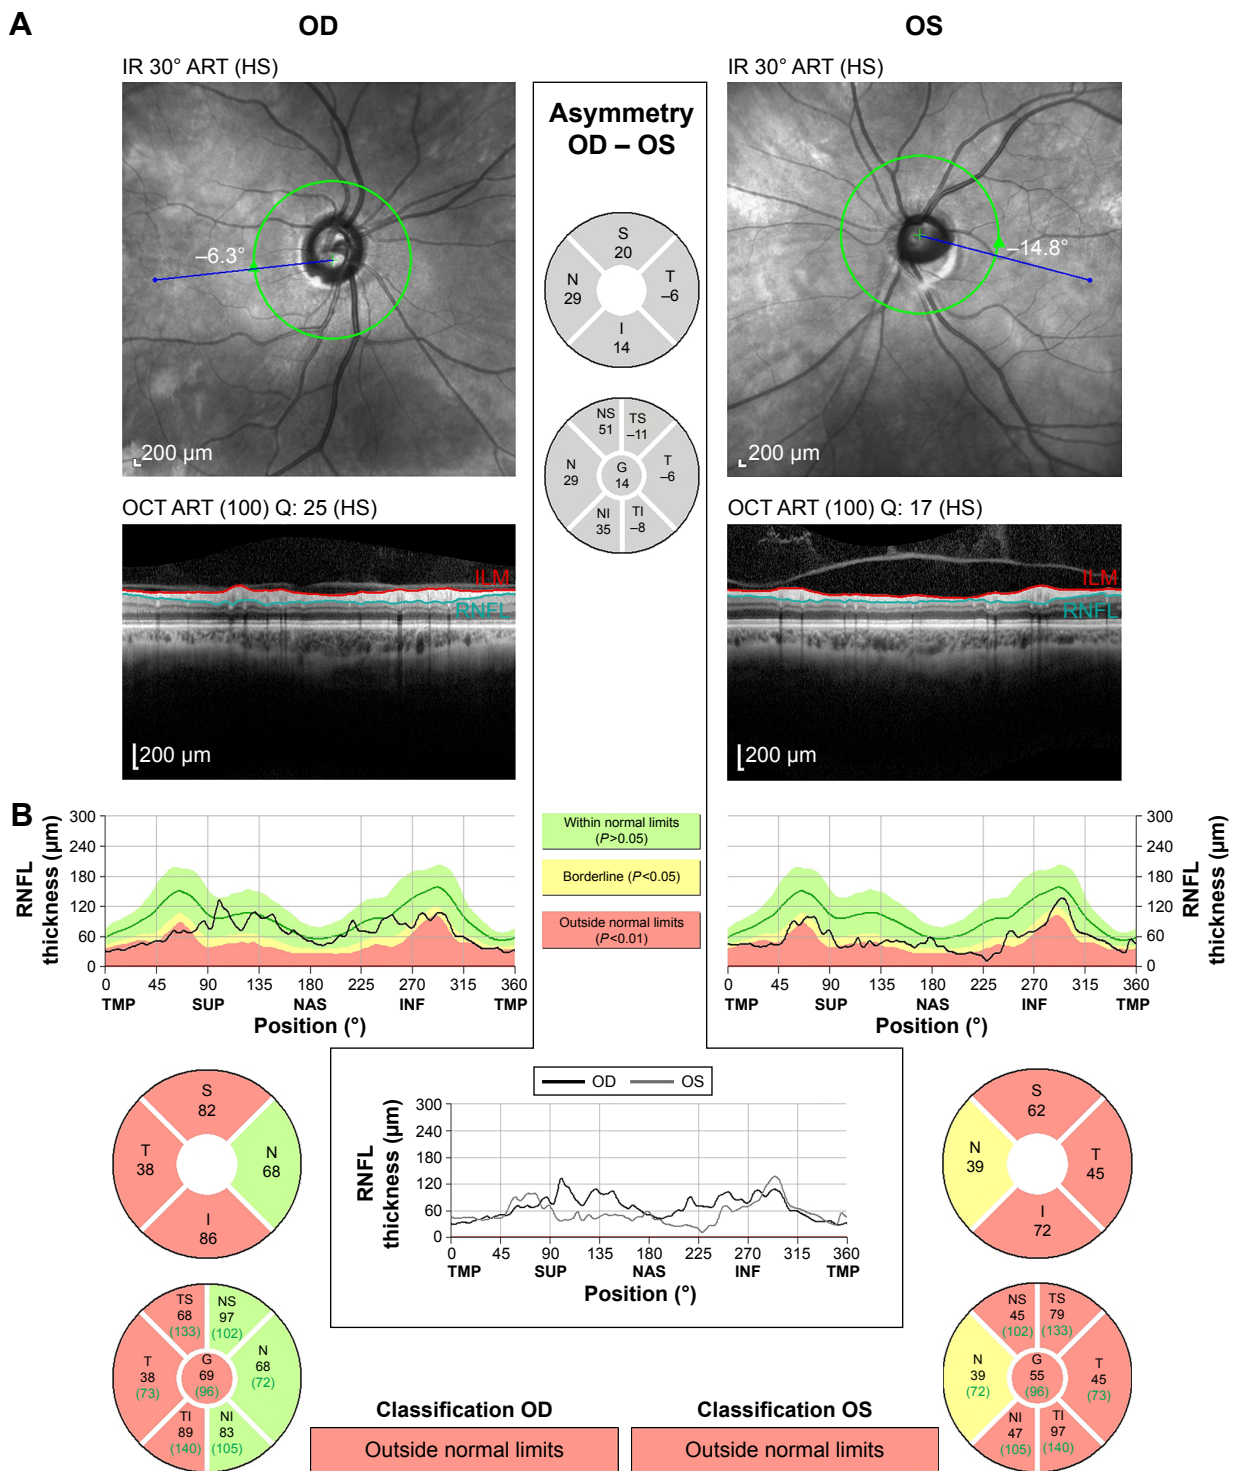 A
OD
OS
IR 30° ART (HS)
IR 30° ART (HS)
Asymmetry
OD – OS
–6.3°
–14.8°
200 µm
200 µm
S
20
N
29
T
–6
I
14
NS
51
TS
–11
N
29
G
14
T
–6
NI
35
TI
–8
OCT ART (100) Q: 25 (HS)
OCT ART (100) Q: 17 (HS)
ILM
RNFL
200 µm
ILM
RNFL
200 µm
B
RNFL
thickness (µm)
300
240
180
120
60
0
0 45 90 135 180 225 270 315 360
TMP SUP NAS INF TMP
Position (°)
Within normal limits
(P>0.05)
Borderline (P<0.05)
Outside normal limits
(P<0.01)
300
240
180
120
60
0
RNFL
thickness (µm)
0 45 90 135 180 225 270 315 360
TMP SUP NAS INF TMP
Position (°)
S
82
T
38
N
68
I
86
OD OS
RNFL
thickness (µm)
300
240
180
120
60
0
0 45 90 135 180 225 270 315 360
TMP SUP NAS INF TMP
Position (°)
S
62
N
39
T
45
I
72
TS
68
(133)
NS
97
(102)
T
38
(73)
G
69
(96)
N
68
(72)
TI
89
(140)
NI
83
(105)
NS
45
(102)
TS
79
(133)
N
39
(72)
G
55
(96)
T
45
(73)
NI
47
(105)
TI
97
(140)
Classification OD
Outside normal limits
Classification OS
Outside normal limits